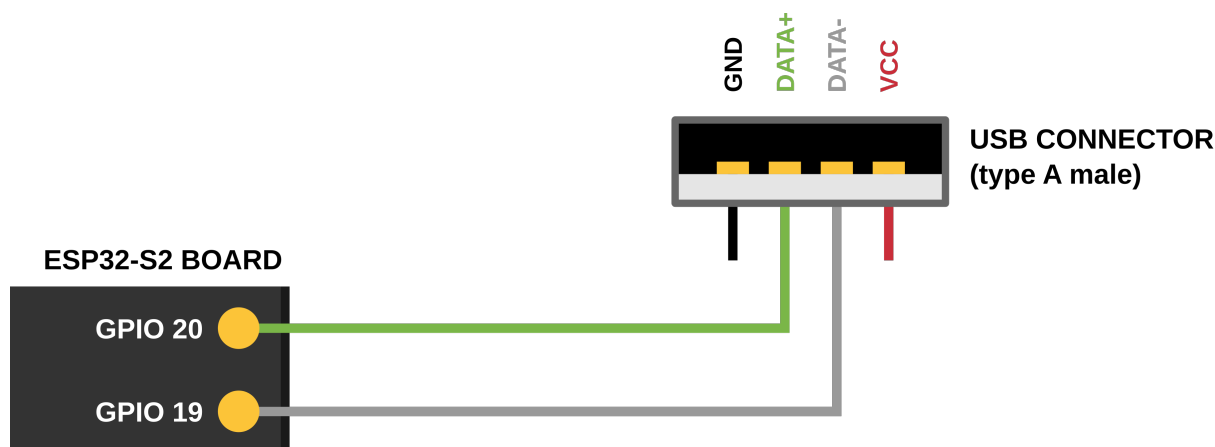 GND
DATA+
DATA-
VCC
USB CONNECTOR
(type A male)
ESP32-S2 BOARD
GPIO 20
GPIO 19